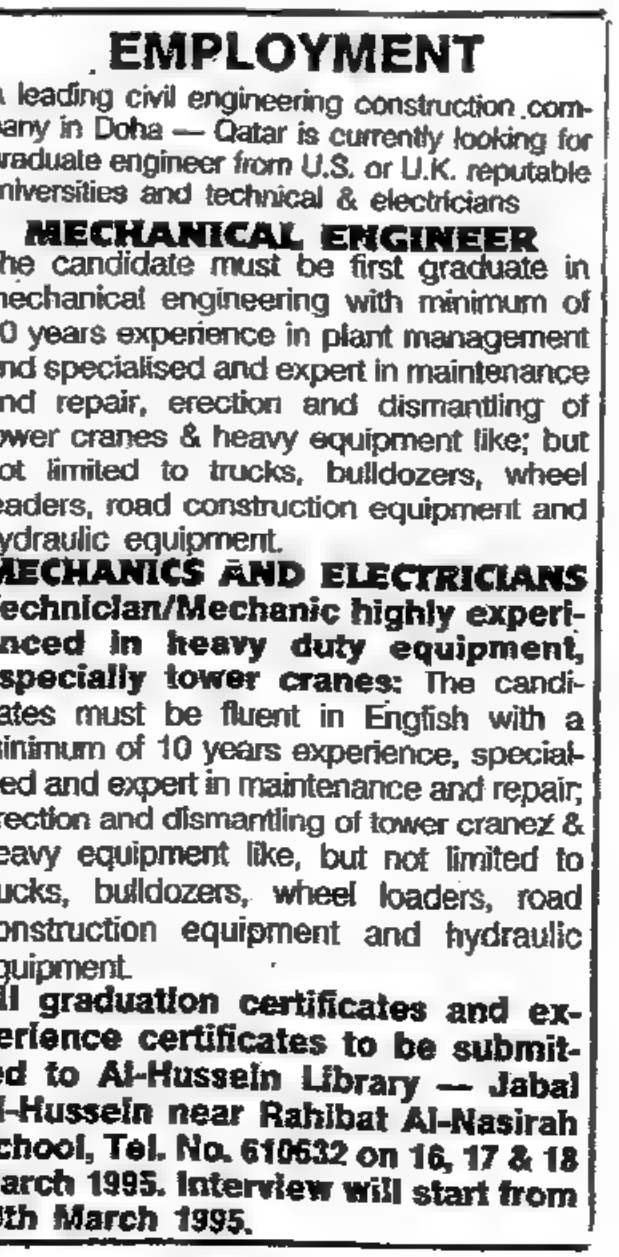 EMPLOYMENT
leading civil engineering construction com-
any in Doha — Qatar is currently looking for
raduate engineer from U.S. or U.K. reputable
niversities and technical & electricians
MECHANICAL ENGINEER
he candidate must be first graduate in
mechanical engineering with minimum of
0 years experience in plant management
nd specialised and expert in maintenance
nd repair, erection and dismantling of
ower cranes & heavy equipment like; but
ot limited to trucks, bulldozers, wheel
eaders, road construction equipment and
ydraulic equipment.
MECHANICS AND ELECTRICIANS
echnician/Mechanic highly experi-
nced in heavy duty equipment,
specially tower cranes: The candi-
ates must be fluent in English with a
inimum of 10 years experience, special-
ed and expert in maintenance and repair;
rection and dismantling of tower cranez &
eavy equipment like, but not limited to
ucks, bulldozers, wheel loaders, road
onstruction equipment and hydraulic
quipment.
ll graduation certificates and ex-
erience certificates to be submit-
ed to Al-Hussein Library — Jabal
l-Hussein near Rahibat Al-Nasirah
chool, Tel. No. 610632 on 16, 17 & 18
arch 1995. Interview will start from
th March 1995.